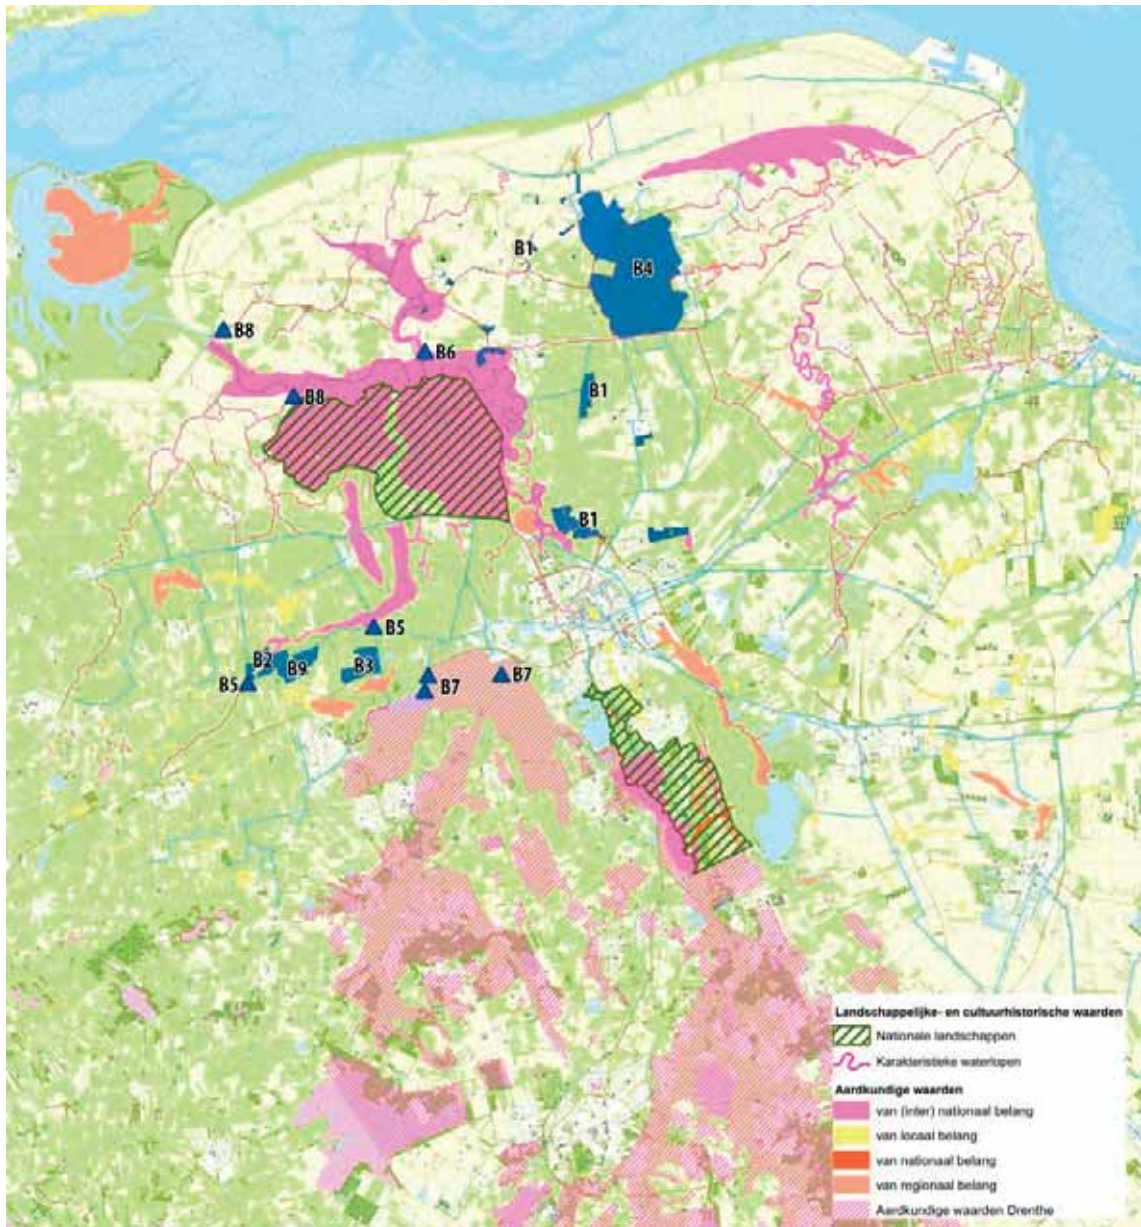 B1
B4
B8
B6
B8
B1
B1
B5
B2
B9
B3
B5
B7
B7
Landschappelijke- en cultuurhistorische waarden
Nationale landschappen
Karakteristieke waterlopen
Aardkundige waarden
van (inter) nationaal belang
van locaal belang
van nationaal belang
van regionaal belang
Aardkundige waarden Drenthe